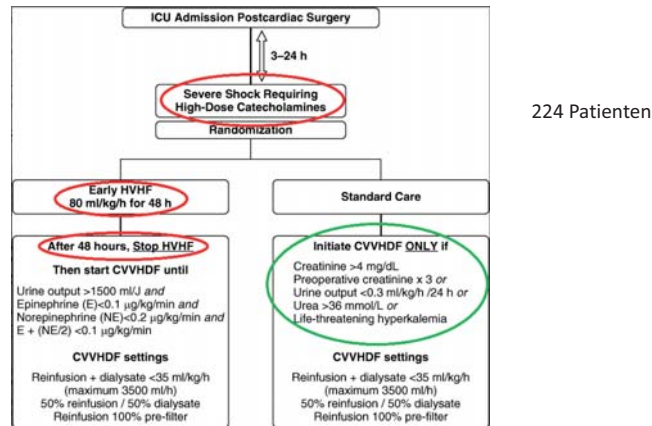 ICU Admission Postcardiac Surgery
3–24 h
Severe Shock Requiring
High-Dose Catecholamines
224 Patienten
Randomization
Early HVHF
80 ml/kg/h for 48 h
After 48 hours, Stop HVHF
Then start CVVHDF until
Urine output >1500 ml/J and
Epinephrine (E)<0.1 µg/kg/min and
Norepinephrine (NE)<0.2 µg/kg/min and
E + (NE/2) <0.1 µg/kg/min
CVVHDF settings
Reinfusion + dialysate <35 ml/kg/h
(maximum 3500 ml/h)
50% reinfusion / 50% dialysate
Reinfusion 100% pre-filter
Standard Care
Initiate CVVHDF ONLY if
Creatinine >4 mg/dL
Preoperative creatinine x 3 or
Urine output <0.3 ml/kg/h /24 h or
Urea >36 mmol/L or
Life-threatening hyperkalemia
CVVHDF settings
Reinfusion + dialysate <35 ml/kg/h
(maximum 3500 ml/h)
50% reinfusion / 50% dialysate
Reinfusion 100% pre-filter